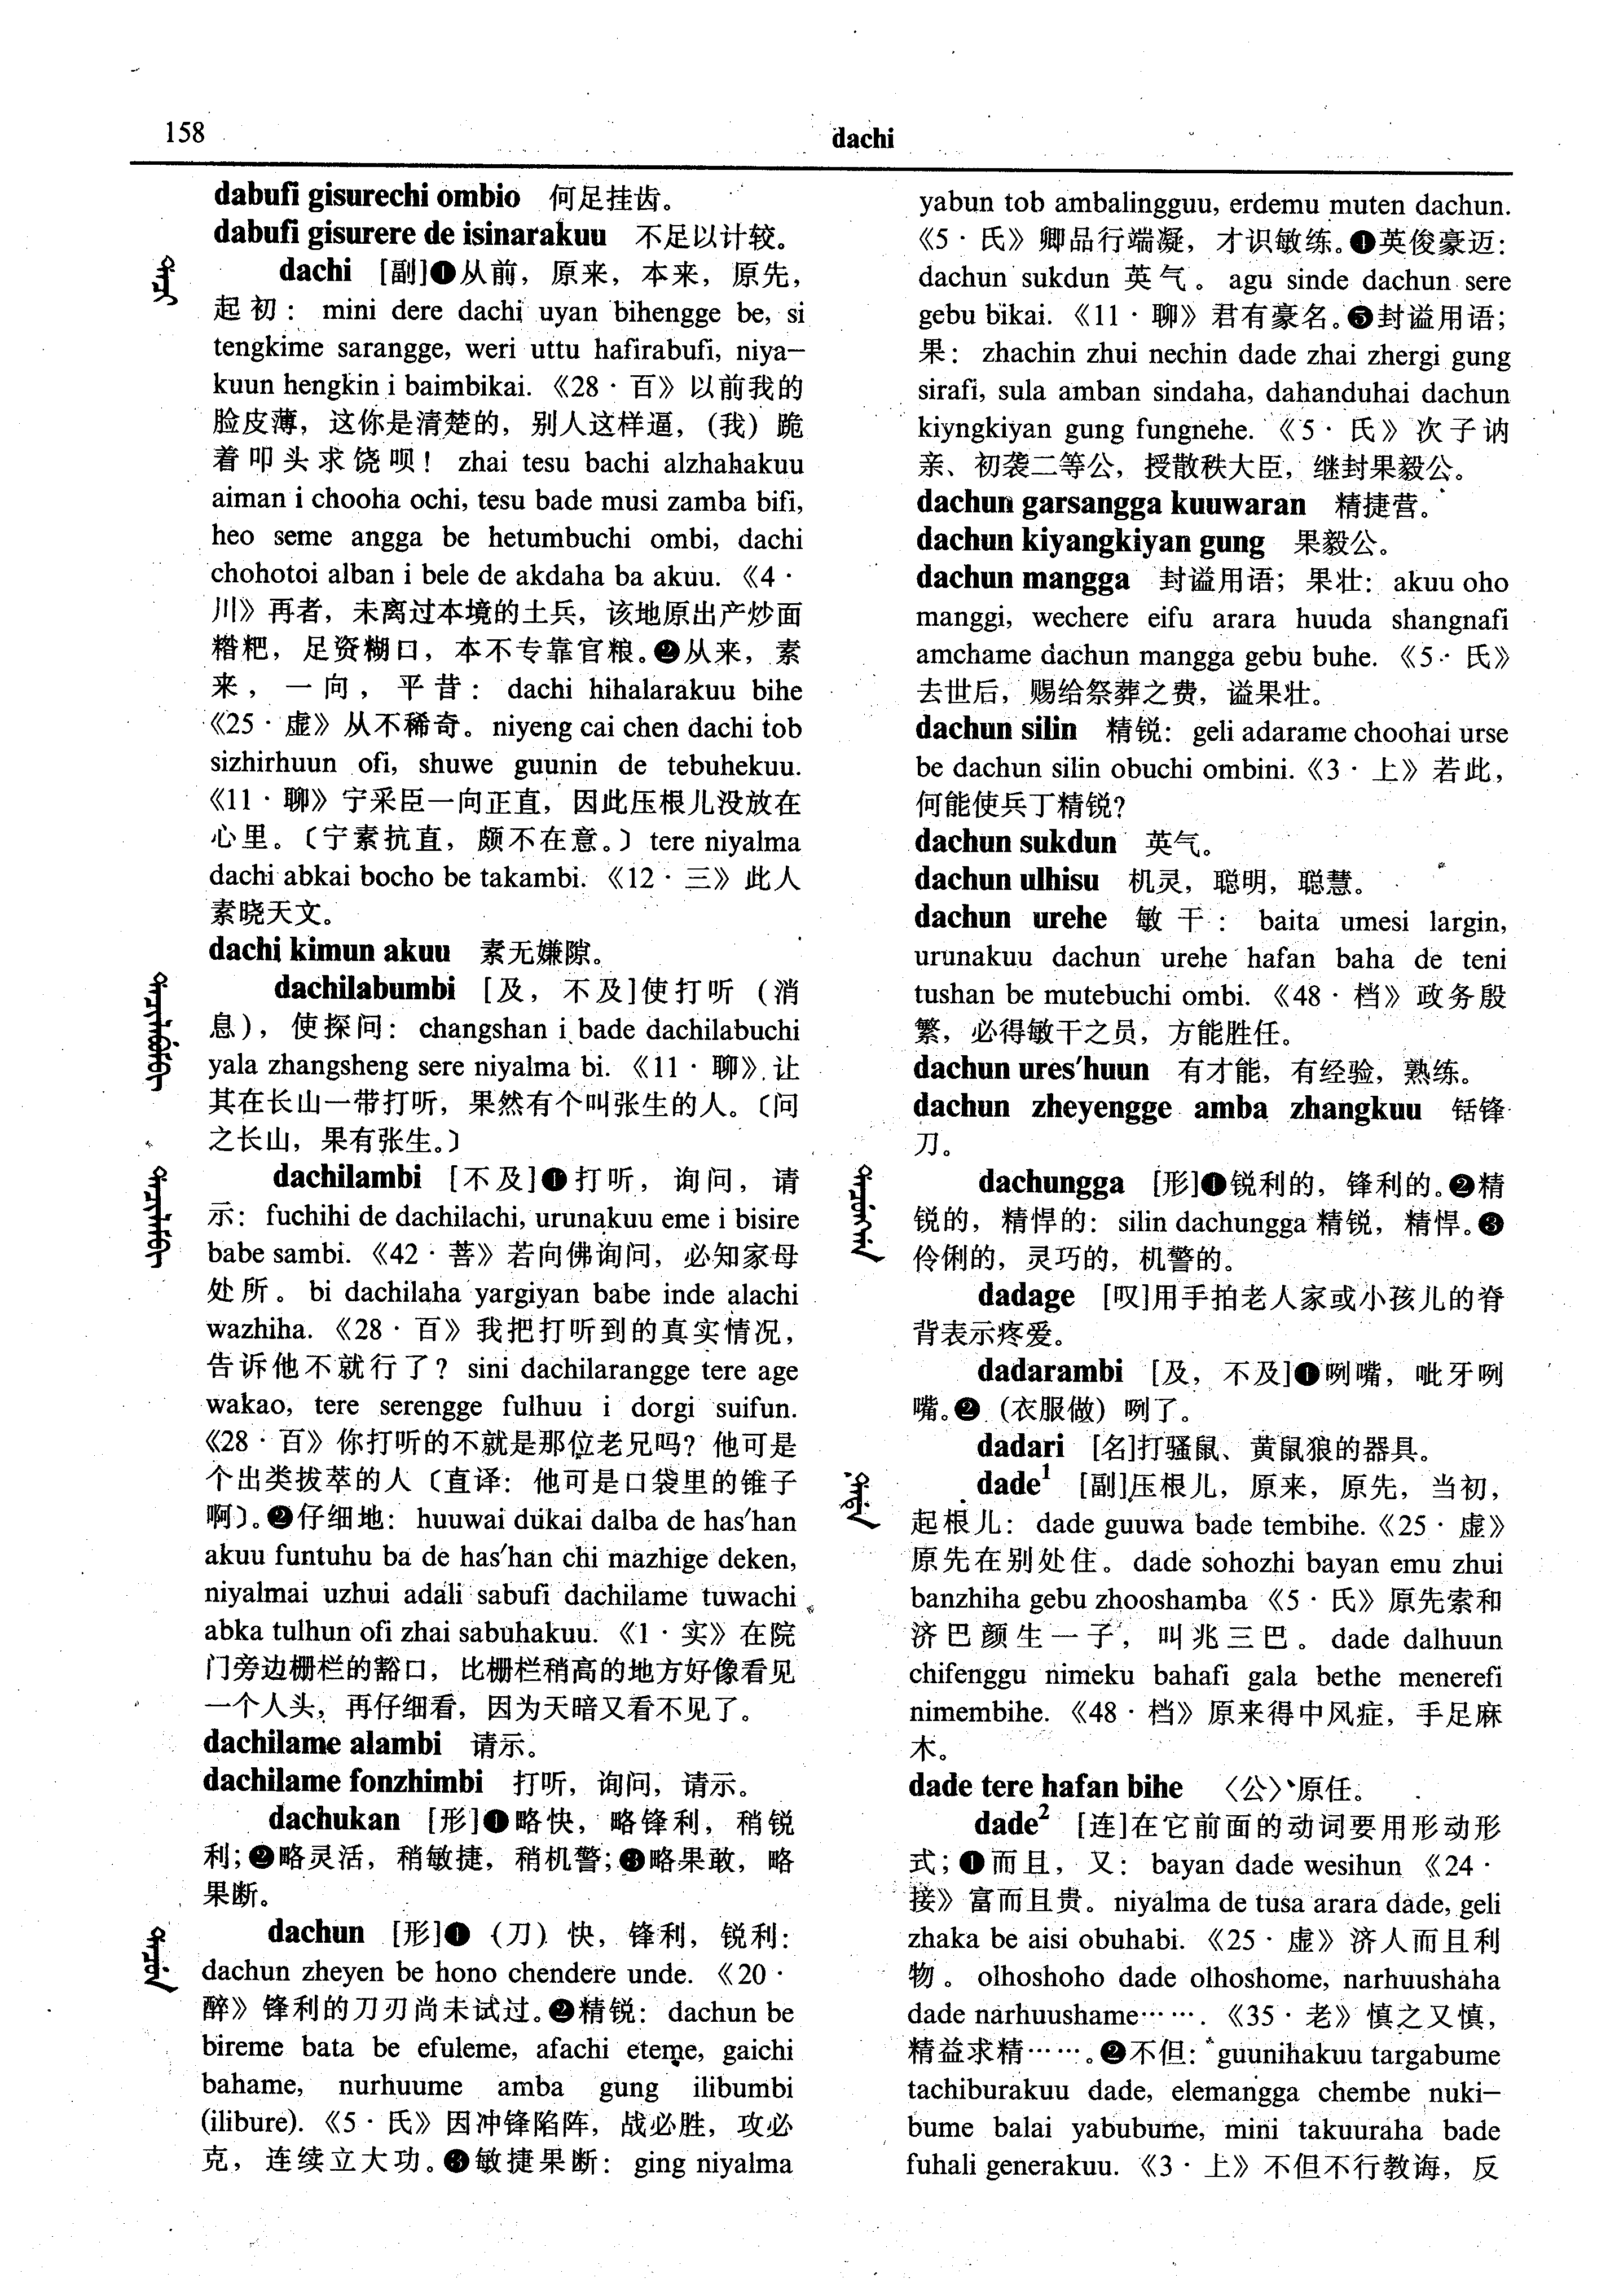 158
dachi
dabufi gisurechi ombio 何足挂齿。
dabufi gisurere de isinarakuu 不足以计较。
dachi [副]❶从前，原来，本来，原先，
起初：mini dere dachi uyan bihengge be, si
tengkime sarangge, weri uttu hafirabufi, niya—
kuun hengkin i baimbikai.《28·百》以前我的
脸皮薄，这你是清楚的，别人这样逼，(我) 跪
着叩头求饶呗！zhai tesu bachi alzhahakuu
aiman i chooha ochi, tesu bade musi zamba bifi,
heo seme angga be hetumbuchi ombi, dachi
chohotoi alban i bele de akdaha ba akuu.《4·
川》再者，未离过本境的土兵，该地原出产炒面
糌粑，足资糊口，本不专靠官粮。❷从来，素
来，一向，平昔：dachi hihalarakuu bihe
《25·虚》从不稀奇。niyeng cai chen dachi tob
sizhirhuun ofi, shuwe guunin de tebuhekuu.
《11·聊》宁采臣一向正直，因此压根儿没放在
心里。〔宁素抗直，颇不在意。〕tere niyalma
dachi abkai bocho be takambi.《12·三》此人
素晓天文。
dachi kimun akuu 素无嫌隙。
dachilabumbi [及，不及]使打听（消
息），使探问：changshan i bade dachilabuchi
yala zhangsheng sere niyalma bi.《11·聊》让
其在长山一带打听，果然有个叫张生的人。〔问
之长山，果有张生。〕
dachilambi [不及]❶打听，询问，请
示：fuchihi de dachilachi, urunakuu eme i bisire
babe sambi.《42·菩》若向佛询问，必知家母
处所。bi dachilaha yargiyan babe inde alachi
wazhiha.《28·百》我把打听到的真实情况，
告诉他不就行了？sini dachilarangge tere age
wakao, tere serengge fulhuu i dorgi suifun.
《28·百》你打听的不就是那位老兄吗？他可是
个出类拔萃的人〔直译：他可是口袋里的锥子
啊〕。❷仔细地：huuwai dukai dalba de has'han
akuu funtuhu ba de has'han chi mazhige deken,
niyalmai uzhui adali sabufi dachilame tuwachi
abka tulhun ofi zhai sabuhakuu.《1·实》在院
门旁边栅栏的豁口，比栅栏稍高的地方好像看见
一个人头，再仔细看，因为天暗又看不见了。
dachilame alambi 请示。
dachilame fonzhimbi 打听，询问，请示。
dachukan [形]❶略快，略锋利，稍锐
利；❷略灵活，稍敏捷，稍机警；❸略果敢，略
果断。
dachun [形]❶（刀）快，锋利，锐利：
dachun zheyen be hono chendere unde.《20·
醉》锋利的刀刃尚未试过。❷精锐：dachun be
bireme bata be efuleme, afachi eteme, gaichi
bahame, nurhuume amba gung ilibumbi
(ilibure).《5·氏》因冲锋陷阵，战必胜，攻必
克，连续立大功。❸敏捷果断：ging niyalma
yabun tob ambalingguu, erdemu muten dachun.
《5·氏》卿品行端凝，才识敏练。❹英俊豪迈：
dachun sukdun 英气。agu sinde dachun sere
gebu bikai.《11·聊》君有豪名。❺封谥用语；
果：zhachin zhui nechin dade zhai zhergi gung
sirafi, sula amban sindaha, dahanduhai dachun
kiyngkiyan gung fungnehe.《5·氏》次子讷
亲、初袭二等公，授散秩大臣，继封果毅公。
dachun garsangga kuuwaran 精捷营。
dachun kiyangkiyan gung 果毅公。
dachun mangga 封谥用语；果壮：akuu oho
manggi, wechere eifu arara huuda shangnafi
amchame dachun mangga gebu buhe.《5·氏》
去世后，赐给祭葬之费，谥果壮。
dachun silin 精锐：geli adarame choohai urse
be dachun silin obuchi ombini.《3·上》若此，
何能使兵丁精锐？
dachun sukdun 英气。
dachun ulhisu 机灵，聪明，聪慧。
dachun urehe 敏干：baita umesi largin,
urunakuu dachun urehe hafan baha de teni
tushan be mutebuchi ombi.《48·档》政务殷
繁，必得敏干之员，方能胜任。
dachun ures'huun 有才能，有经验，熟练。
dachun zheyengge amba zhangkuu 铦锋
刀。
dachungga [形]❶锐利的，锋利的。❷精
锐的，精悍的：silin dachungga 精锐，精悍。❸
伶俐的，灵巧的，机警的。
dadage [叹]用手拍老人家或小孩儿的脊
背表示疼爱。
dadarambi [及，不及]❶咧嘴，呲牙咧
嘴。❷（衣服做）咧了。
dadari [名]打骚鼠、黄鼠狼的器具。
dade¹ [副]压根儿，原来，原先，当初，
起根儿：dade guuwa bade tembihe.《25·虚》
原先在别处住。dade sohozhi bayan emu zhui
banzhiha gebu zhooshamba《5·氏》原先索和
济巴颜生一子，叫兆三巴。dade dalhuun
chifenggu nimeku bahafi gala bethe menerefi
nimembihe.《48·档》原来得中风症，手足麻
木。
dade tere hafan bihe 〈公〉原任。
dade² [连]在它前面的动词要用形动形
式；❶而且，又：bayan dade wesihun《24·
接》富而且贵。niyalma de tusa arara dade, geli
zhaka be aisi obuhabi.《25·虚》济人而且利
物。olhoshoho dade olhoshome, narhuushaha
dade narhuushame…….《35·老》慎之又慎，
精益求精……。❷不但：guunihakuu targabume
tachiburakuu dade, elemangga chembe nuki—
bume balai yabubume, mini takuuraha bade
fuhali generakuu.《3·上》不但不行教诲，反